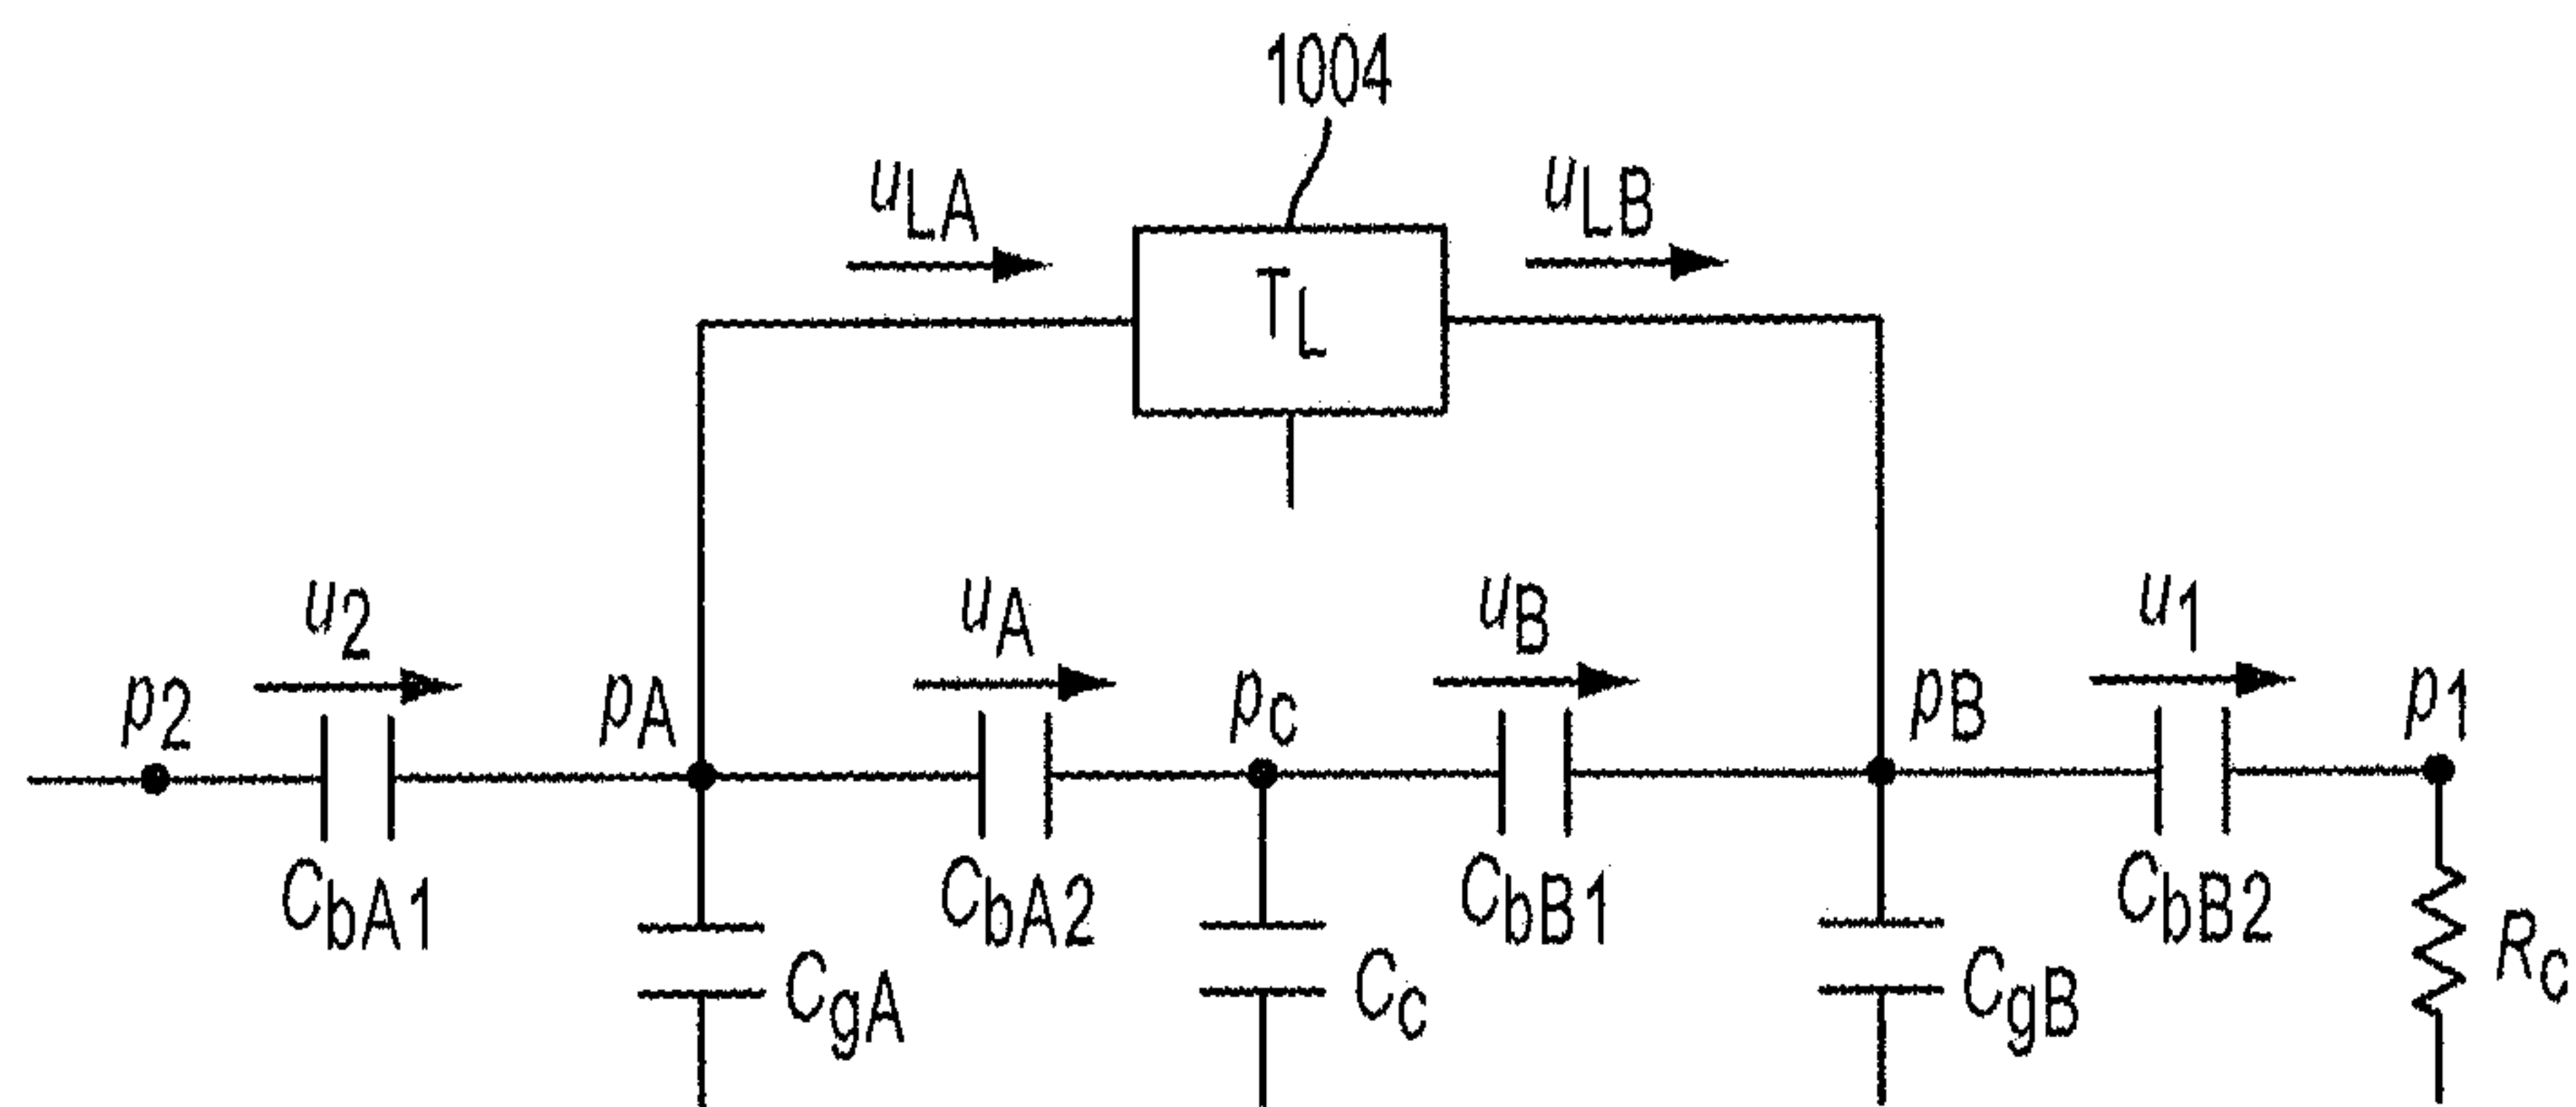 1004
uLA
uLB
TL
u2
uA
uB
u1
p2
pA
pc
pB
p1
CbA1
CbA2
CbB1
CbB2
CgA
Cc
CgB
Rc